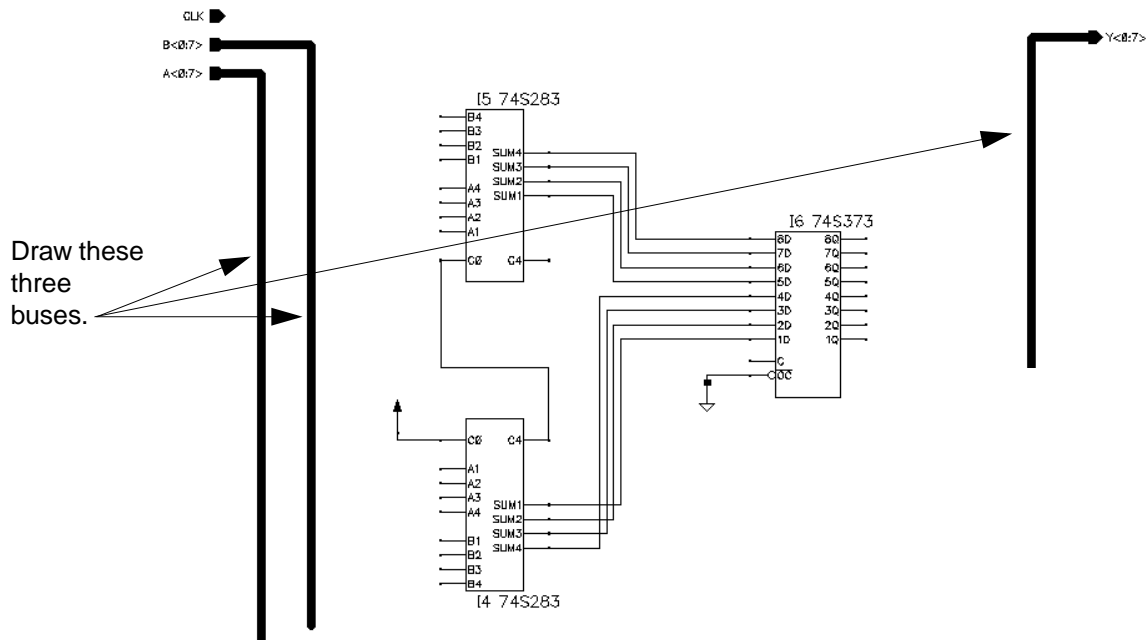 CLK
B<0:7>
A<0:7>
Y<0:7>
I5 74S283
B4
B3
B2
B1
A4
A3
A2
A1
C0
SUM4
SUM3
SUM2
SUM1
C4
Draw these
three
buses.
I6 74S373
8D 8Q
7D 7Q
6D 6Q
5D 5Q
4D 4Q
3D 3Q
2D 2Q
1D 1Q
G
OC
C0 C4
A1
A2
A3
A4
B1
B2
B3
B4
SUM1
SUM2
SUM3
SUM4
I4 74S283